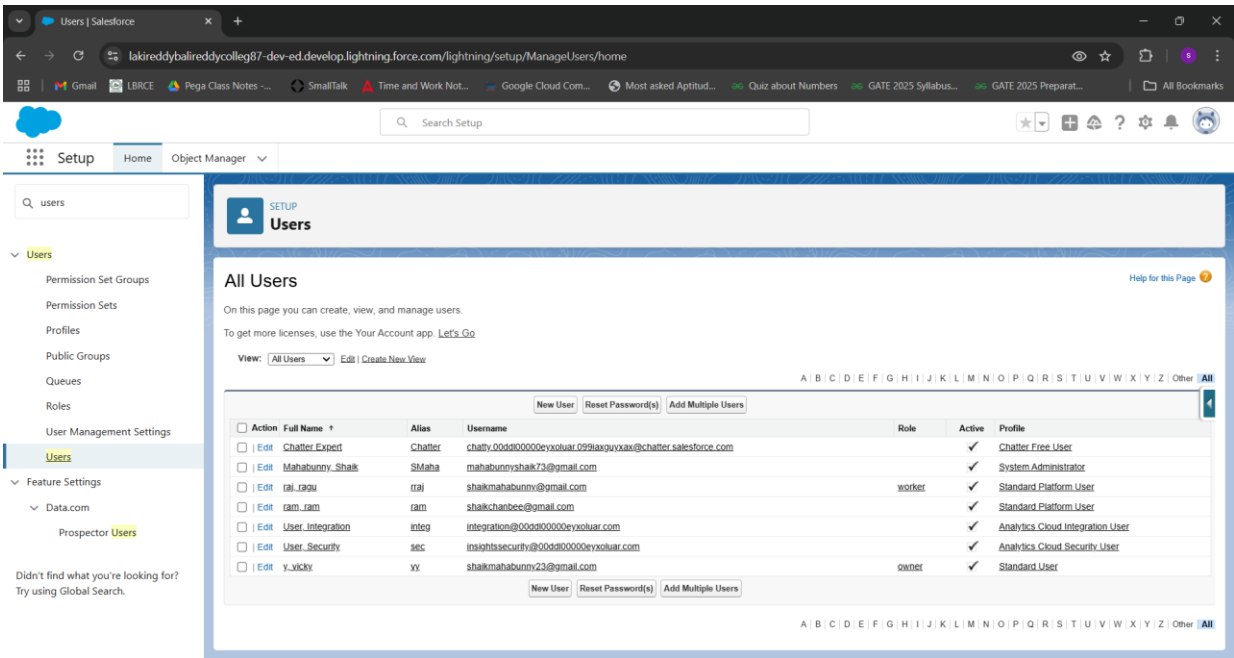 Users | Salesforce
lakireddybalireddycolleg87-dev-ed.develop.lightning.force.com/lightning/setup/ManageUsers/home
Gmail LBRCE Pega Class Notes -... SmallTalk Time and Work Not... Google Cloud Com... Most asked Aptitud... Quiz about Numbers GATE 2025 Syllabus... GATE 2025 Preparat... All Bookmarks
Search Setup
Setup Home Object Manager
users
SETUP
Users
Users
Permission Set Groups
Permission Sets
Profiles
Public Groups
Queues
Roles
User Management Settings
Users
Feature Settings
Data.com
Prospector Users
Didn't find what you're looking for?
Try using Global Search.
All Users
Help for this Page
On this page you can create, view, and manage users.
To get more licenses, use the Your Account app. Let's Go
View: All Users Edit | Create New View
A | B | C | D | E | F | G | H | I | J | K | L | M | N | O | P | Q | R | S | T | U | V | W | X | Y | Z | Other All
New User Reset Password(s) Add Multiple Users
Action Full Name ↑ Alias Username Role Active Profile
| Edit Chatter Expert Chatter chatty.00ddl00000eyxoluar.099iaxguyxax@chatter.salesforce.com Chatter Free User
| Edit Mahabunny, Shaik SMaha mahabunnyshaik73@gmail.com System Administrator
| Edit raj, ragu rraj shaikmahabunny@gmail.com worker Standard Platform User
| Edit ram, ram ram shaikchanbee@gmail.com Standard Platform User
| Edit User, Integration integ integration@00ddl00000eyxoluar.com Analytics Cloud Integration User
| Edit User, Security sec insightssecurity@00ddl00000eyxoluar.com Analytics Cloud Security User
| Edit y, vicky vy shaikmahabunny23@gmail.com owner Standard User
New User Reset Password(s) Add Multiple Users
A | B | C | D | E | F | G | H | I | J | K | L | M | N | O | P | Q | R | S | T | U | V | W | X | Y | Z | Other All